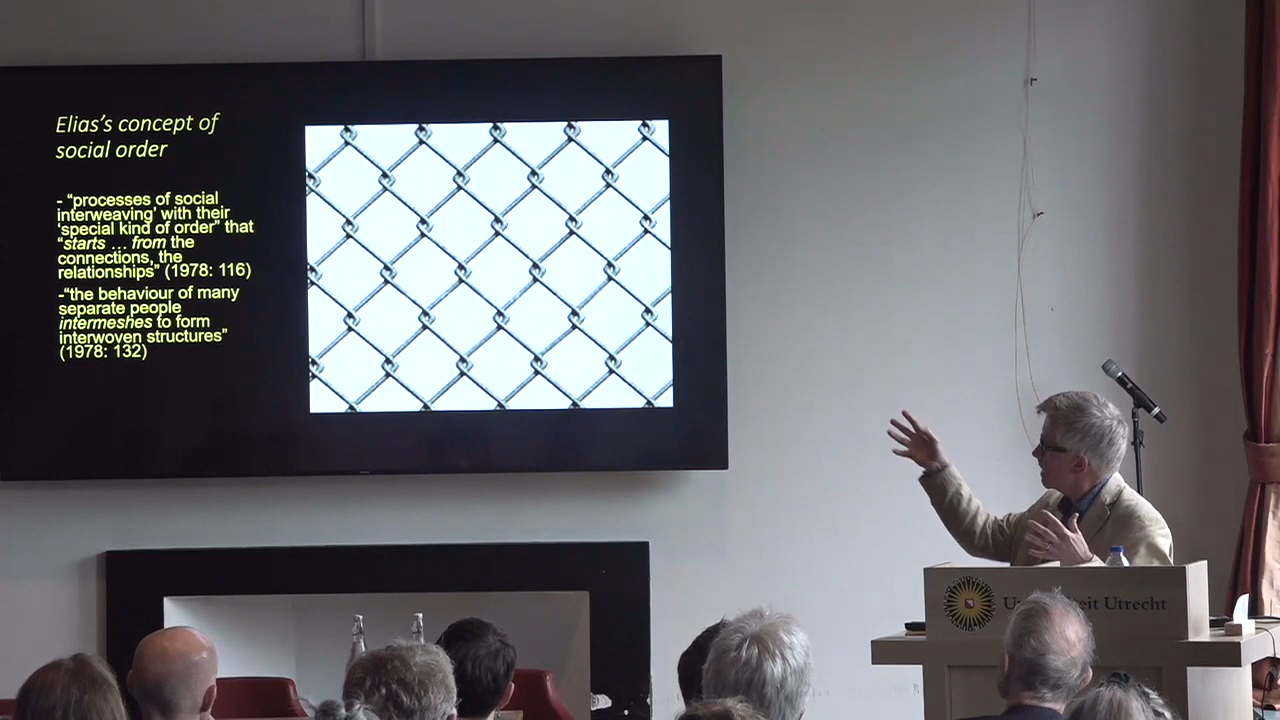 Elias's concept of
social order
- “processes of social
interweaving’ with their
‘special kind of order” that
“starts … from the
connections, the
relationships” (1978: 116)
-“the behaviour of many
separate people
intermeshes to form
interwoven structures”
(1978: 132)
Utrecht